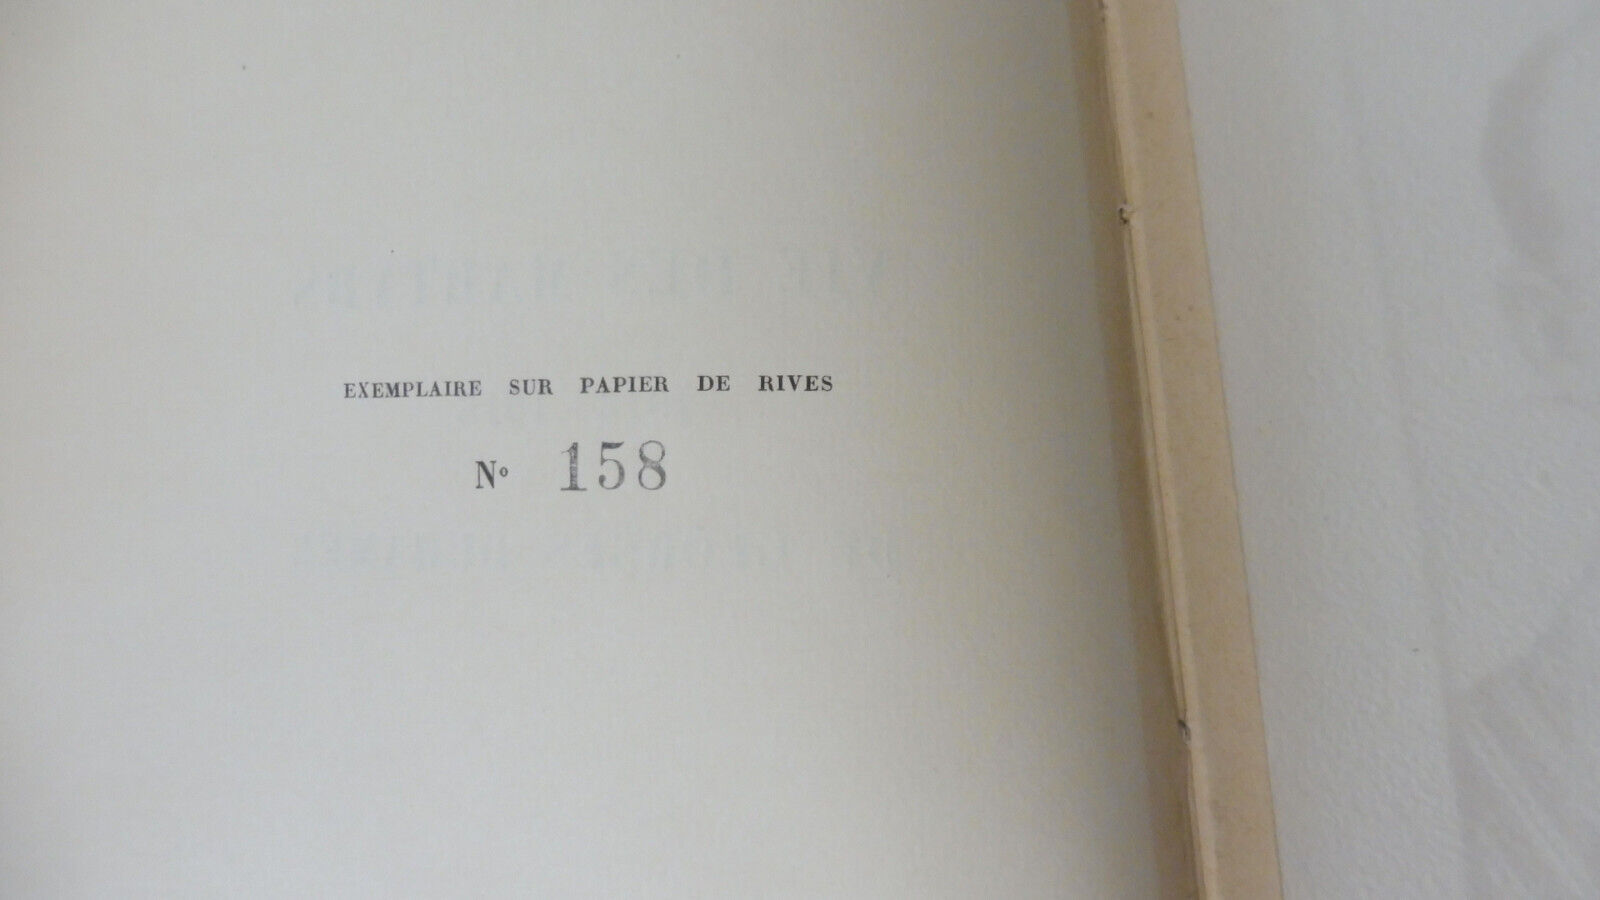 EXEMPLAIRE SUR PAPIER DE RIVES
N° 158